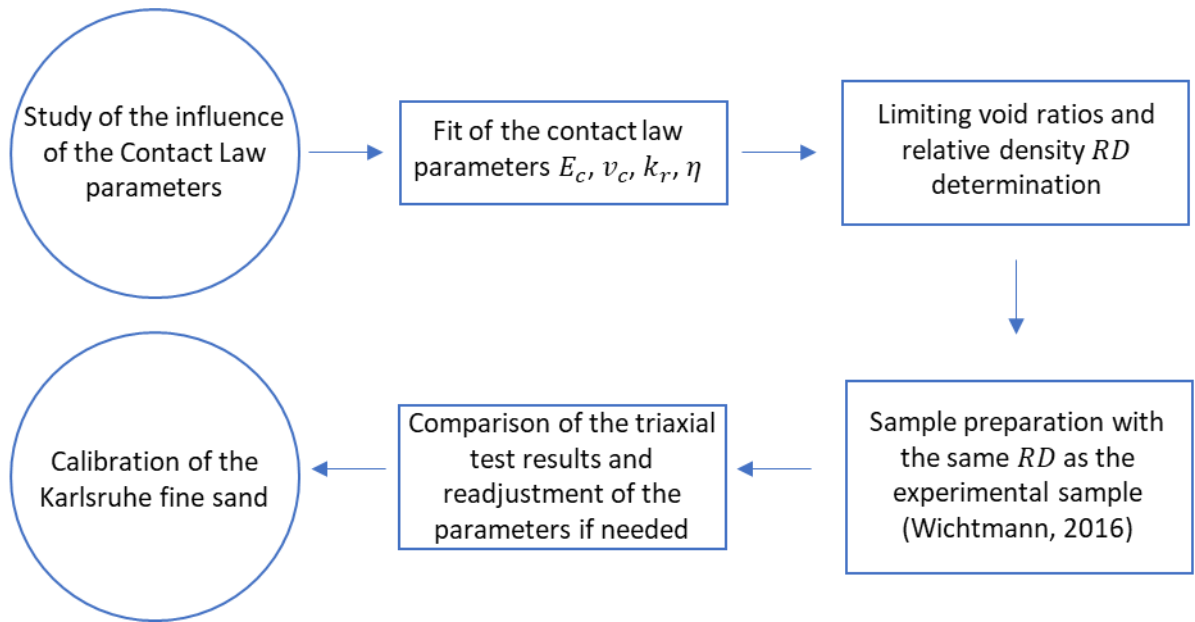 Study of the influence
of the Contact Law
parameters
Fit of the contact law
parameters 𝐸𝑐, 𝑣𝑐, 𝑘𝑟, 𝜂
Limiting void ratios and
relative density 𝑅𝐷
determination
Sample preparation with
the same 𝑅𝐷 as the
experimental sample
(Wichtmann, 2016)
Comparison of the triaxial
test results and
readjustment of the
parameters if needed
Calibration of the
Karlsruhe fine sand